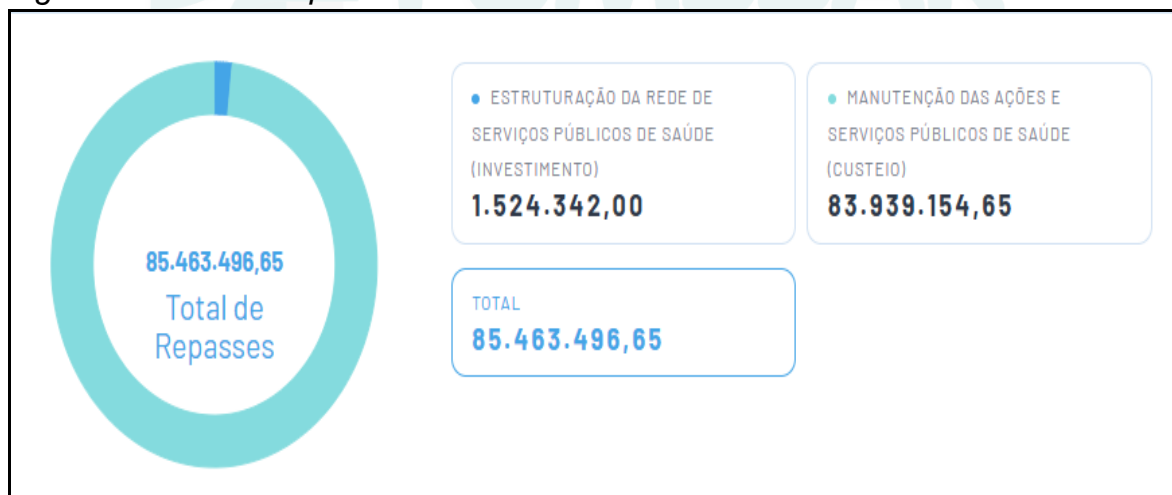 85.463.496,65
Total de
Repasses
ESTRUTURAÇÃO DA REDE DE
SERVIÇOS PÚBLICOS DE SAÚDE
(INVESTIMENTO)
1.524.342,00
MANUTENÇÃO DAS AÇÕES E
SERVIÇOS PÚBLICOS DE SAÚDE
(CUSTEIO)
83.939.154,65
TOTAL
85.463.496,65